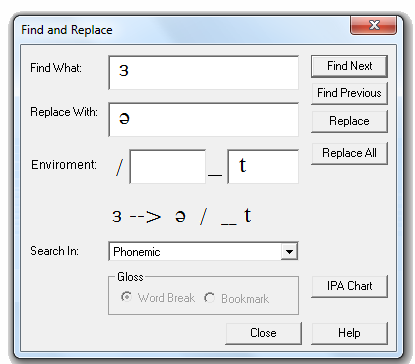 Find and Replace
Find What: ɜ Find Next
Find Previous
Replace With: ə Replace
Enviroment: / _ t Replace All
ɜ --> ə / __ t
Search In: Phonemic
Gloss
Word Break Bookmark IPA Chart
Close Help